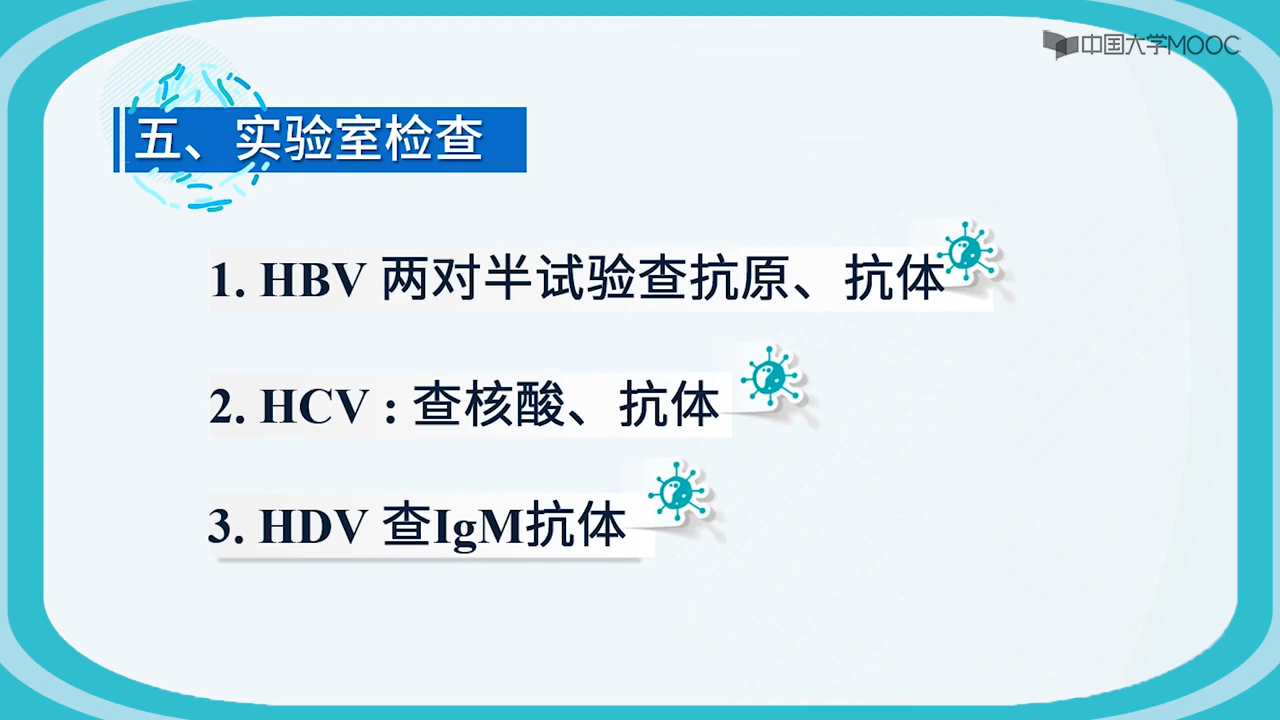 中国大学MOOC
五、实验室检查
1. HBV 两对半试验查抗原、抗体
2. HCV : 查核酸、抗体
3. HDV 查IgM抗体